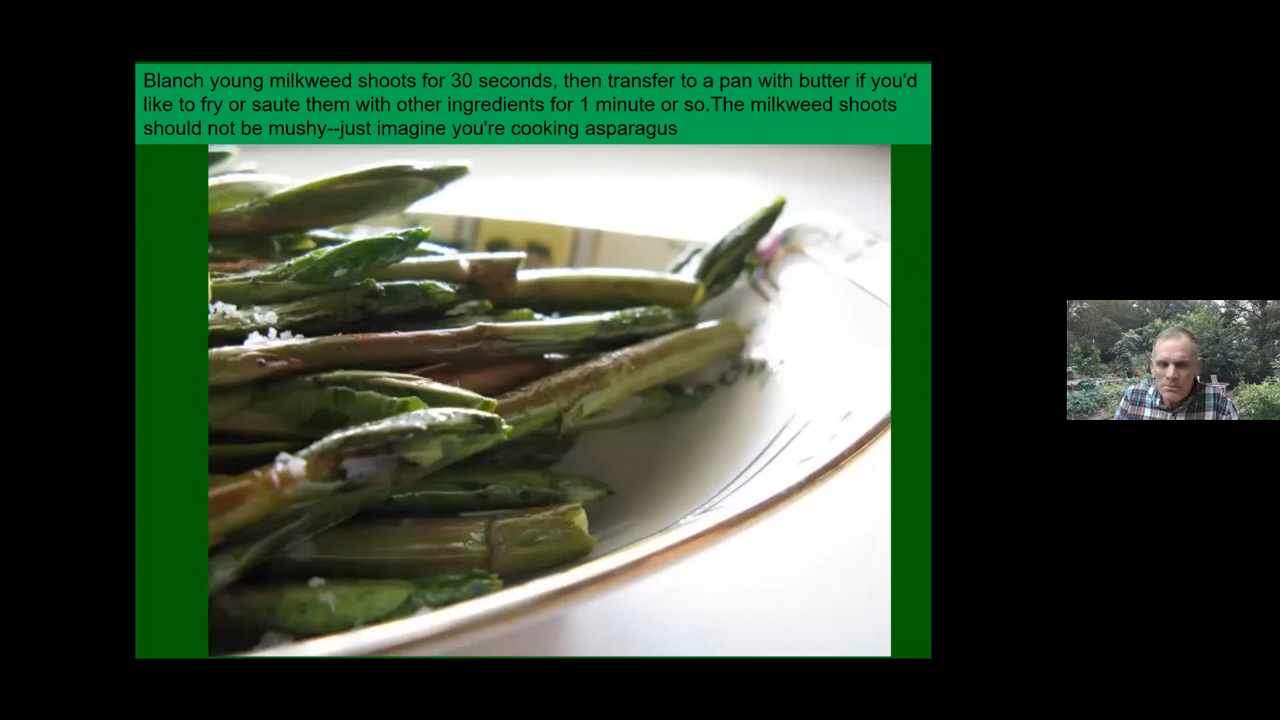 Blanch young milkweed shoots for 30 seconds, then transfer to a pan with butter if you'd
like to fry or saute them with other ingredients for 1 minute or so.The milkweed shoots
should not be mushy--just imagine you're cooking asparagus